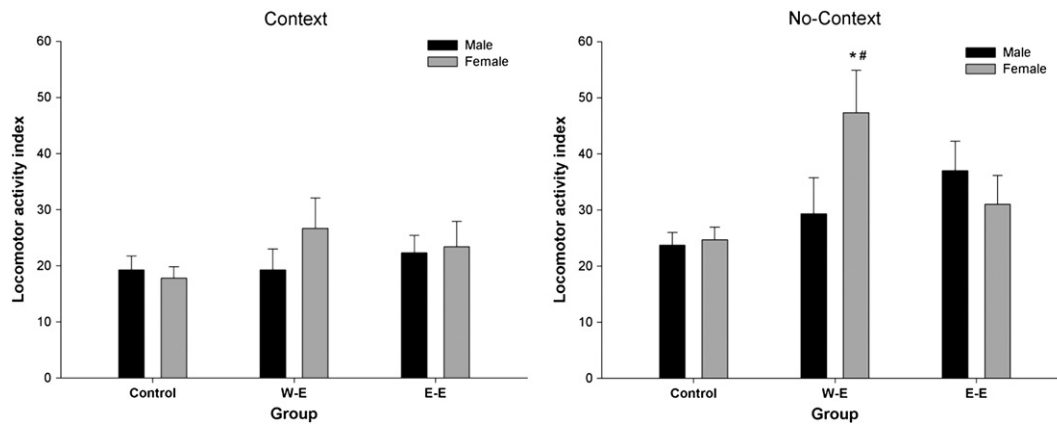 Context
60
50
40
30
20
10
0
Locomotor activity index
Male
Female
Control
W-E
E-E
Group
No-Context
60
50
40
30
20
10
0
Locomotor activity index
Male
Female
* #
Control
W-E
E-E
Group